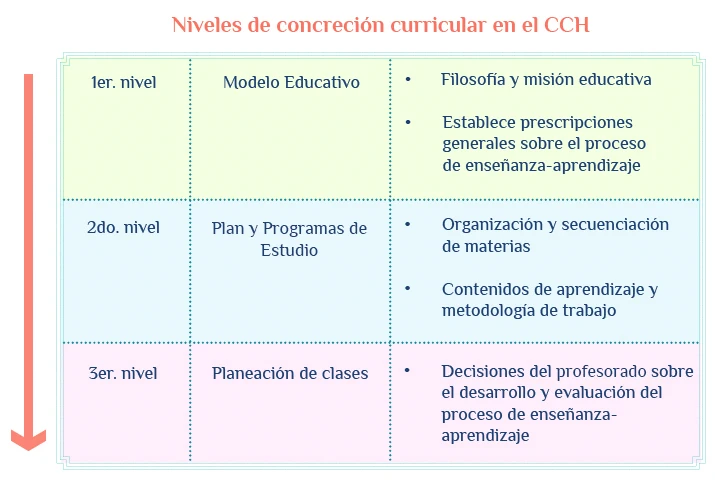 Niveles de concreción curricular en el CCH
1er. nivel
Modelo Educativo
• Filosofía y misión educativa
• Establece prescripciones
generales sobre el proceso
de enseñanza-aprendizaje
2do. nivel
Plan y Programas de
Estudio
• Organización y secuenciación
de materias
• Contenidos de aprendizaje y
metodología de trabajo
3er. nivel
Planeación de clases
• Decisiones del profesorado sobre
el desarrollo y evaluación del
proceso de enseñanza-
aprendizaje